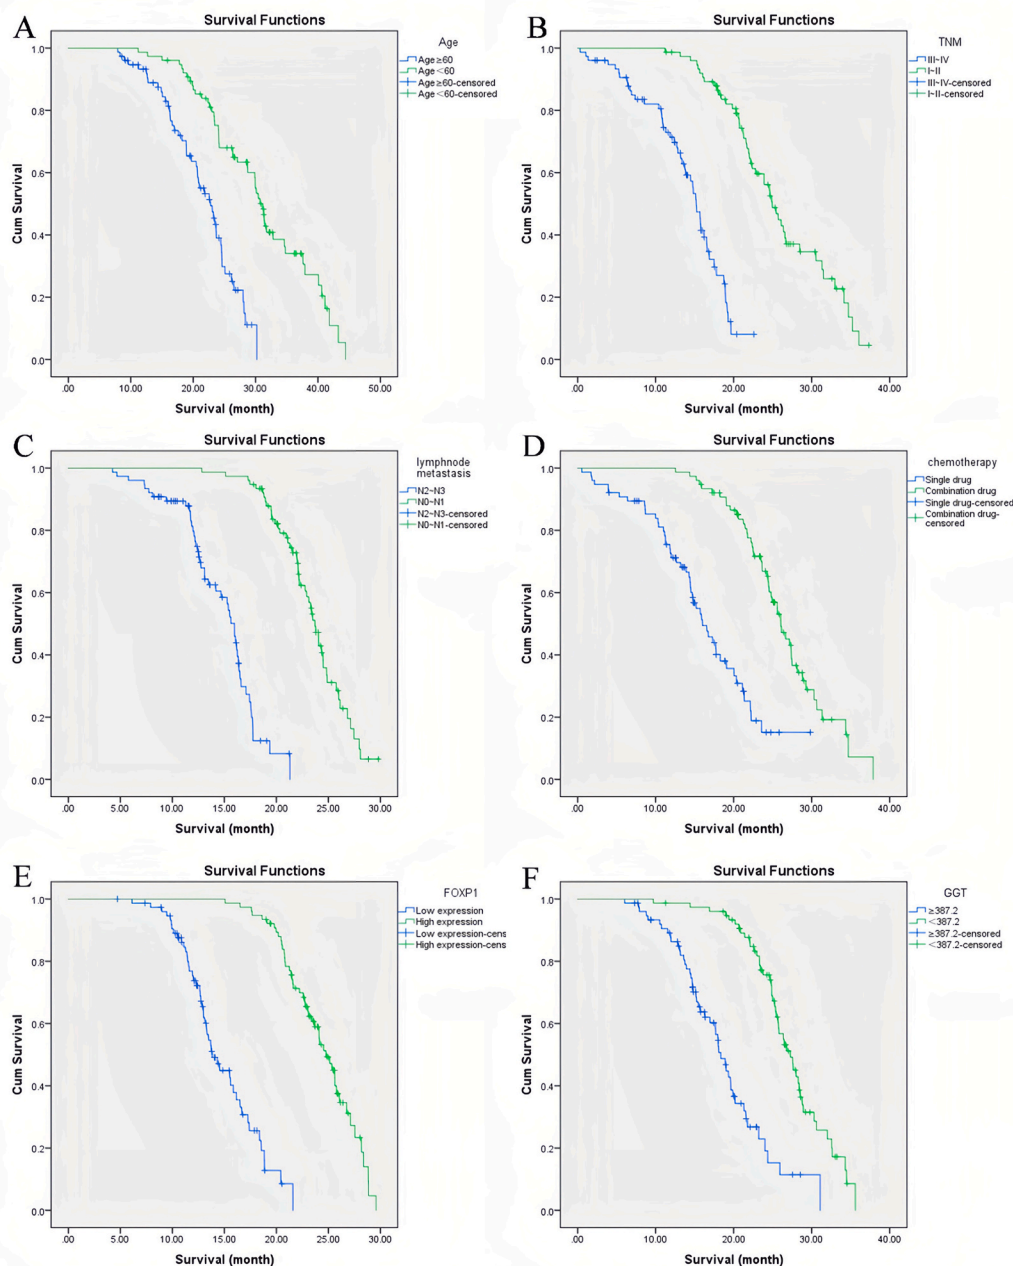 A
Survival Functions
Age
Age≥60
Age<60
Age≥60-censored
Age<60-censored
Cum Survival
1.0
0.8
0.6
0.4
0.2
0.0
.00 10.00 20.00 30.00 40.00 50.00
Survival (month)
B
Survival Functions
TNM
III~IV
I~II
III~IV-censored
I~II-censored
Cum Survival
1.0
0.8
0.6
0.4
0.2
0.0
.00 10.00 20.00 30.00 40.00
Survival (month)
C
Survival Functions
lymphnode
metastasis
N2~N3
N0~N1
N2~N3-censored
N0~N1-censored
Cum Survival
1.0
0.8
0.6
0.4
0.2
0.0
.00 5.00 10.00 15.00 20.00 25.00 30.00
Survival (month)
D
Survival Functions
chemotherapy
Single drug
Combination drug
Single drug-censored
Combination drug-
censored
Cum Survival
1.0
0.8
0.6
0.4
0.2
0.0
.00 10.00 20.00 30.00 40.00
Survival (month)
E
Survival Functions
FOXP1
Low expression
High expression
Low expression-cens
High expression-cens
Cum Survival
1.0
0.8
0.6
0.4
0.2
0.0
.00 5.00 10.00 15.00 20.00 25.00 30.00
Survival (month)
F
Survival Functions
GGT
≥387.2
<387.2
≥387.2-censored
<387.2-censored
Cum Survival
1.0
0.8
0.6
0.4
0.2
0.0
.00 10.00 20.00 30.00 40.00
Survival (month)